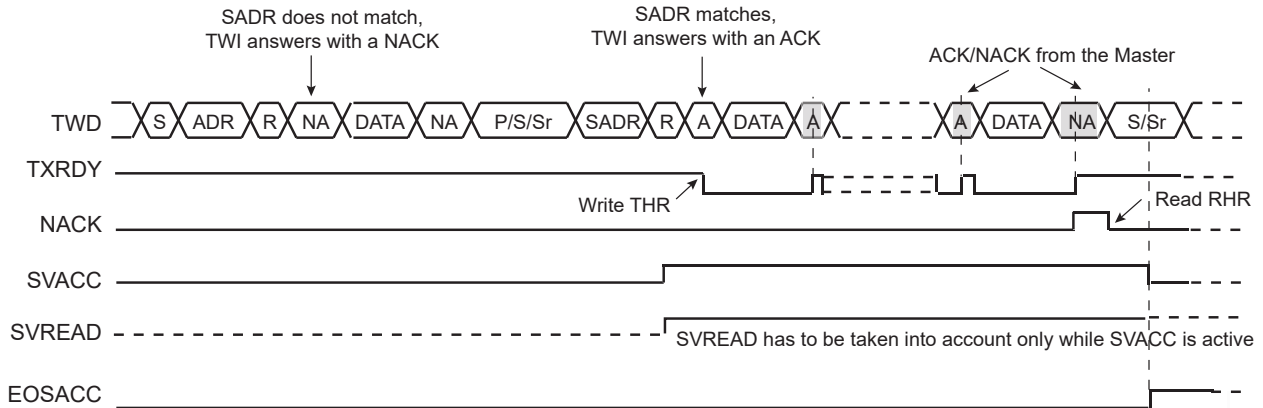 SADR does not match,
TWI answers with a NACK
SADR matches,
TWI answers with an ACK
ACK/NACK from the Master
TWD S ADR R NA DATA NA P/S/Sr SADR R A DATA A A DATA NA S/Sr
TXRDY
Write THR
Read RHR
NACK
SVACC
SVREAD
SVREAD has to be taken into account only while SVACC is active
EOSACC